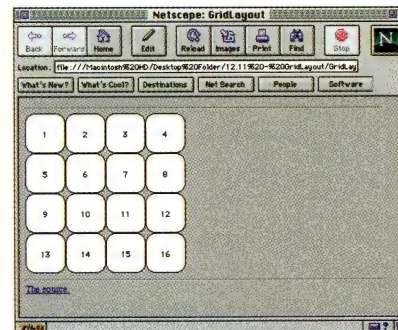 Netscape: GridLayout
Back Forward Home Edit Reload Images Print Find Stop N
Location: file:///Macintosh%20HD/Desktop%20Folder/12.11%20-%20GridLayout/GridLay
What's New? What's Cool? Destinations Net Search People Software
1 2 3 4
5 6 7 8
9 10 11 12
13 14 15 16
The source.